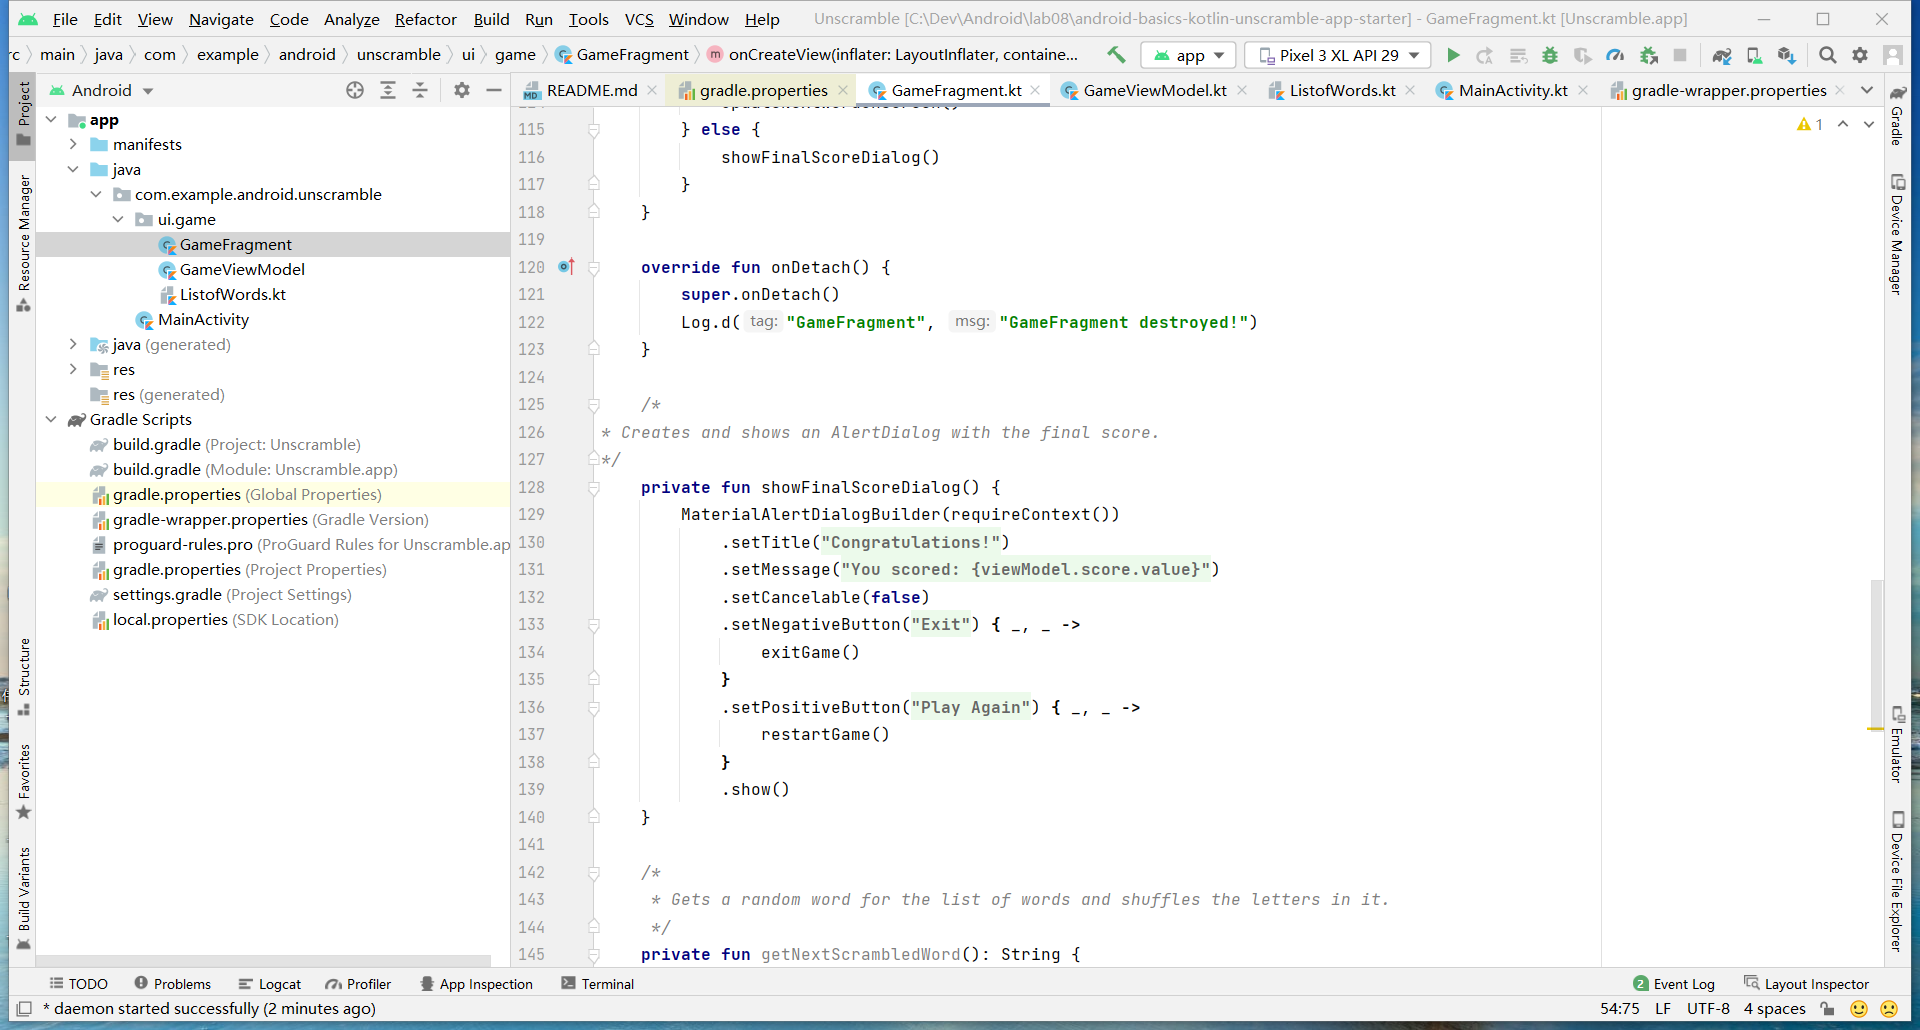 File Edit View Navigate Code Analyze Refactor Build Run Tools VCS Window Help Unscramble [C:\Dev\Android\lab08\android-basics-kotlin-unscramble-app-starter] - GameFragment.kt [Unscramble.app]
rc main java com example android unscramble ui game GameFragment m onCreateView(inflater: LayoutInflater, containe... app Pixel 3 XL API 29
Android README.md gradle.properties GameFragment.kt GameViewModel.kt ListofWords.kt MainActivity.kt gradle-wrapper.properties
Project
Resource Manager
Structure
Favorites
Build Variants
app
manifests
java
com.example.android.unscramble
ui.game
GameFragment
GameViewModel
ListofWords.kt
MainActivity
java (generated)
res
res (generated)
Gradle Scripts
build.gradle (Project: Unscramble)
build.gradle (Module: Unscramble.app)
gradle.properties (Global Properties)
gradle-wrapper.properties (Gradle Version)
proguard-rules.pro (ProGuard Rules for Unscramble.ap
gradle.properties (Project Properties)
settings.gradle (Project Settings)
local.properties (SDK Location)
1
115 } else {
116 showFinalScoreDialog()
117 }
118 }
119
120 override fun onDetach() {
121 super.onDetach()
122 Log.d( tag: "GameFragment", msg: "GameFragment destroyed!")
123 }
124
125 /*
126 * Creates and shows an AlertDialog with the final score.
127 */
128 private fun showFinalScoreDialog() {
129 MaterialAlertDialogBuilder(requireContext())
130 .setTitle("Congratulations!")
131 .setMessage("You scored: {viewModel.score.value}")
132 .setCancelable(false)
133 .setNegativeButton("Exit") { _, _ ->
134 exitGame()
135 }
136 .setPositiveButton("Play Again") { _, _ ->
137 restartGame()
138 }
139 .show()
140 }
141
142 /*
143 * Gets a random word for the list of words and shuffles the letters in it.
144 */
145 private fun getNextScrambledWord(): String {
Gradle
Device Manager
Emulator
Device File Explorer
TODO Problems Logcat Profiler App Inspection Terminal 2 Event Log Layout Inspector
* daemon started successfully (2 minutes ago) 54:75 LF UTF-8 4 spaces